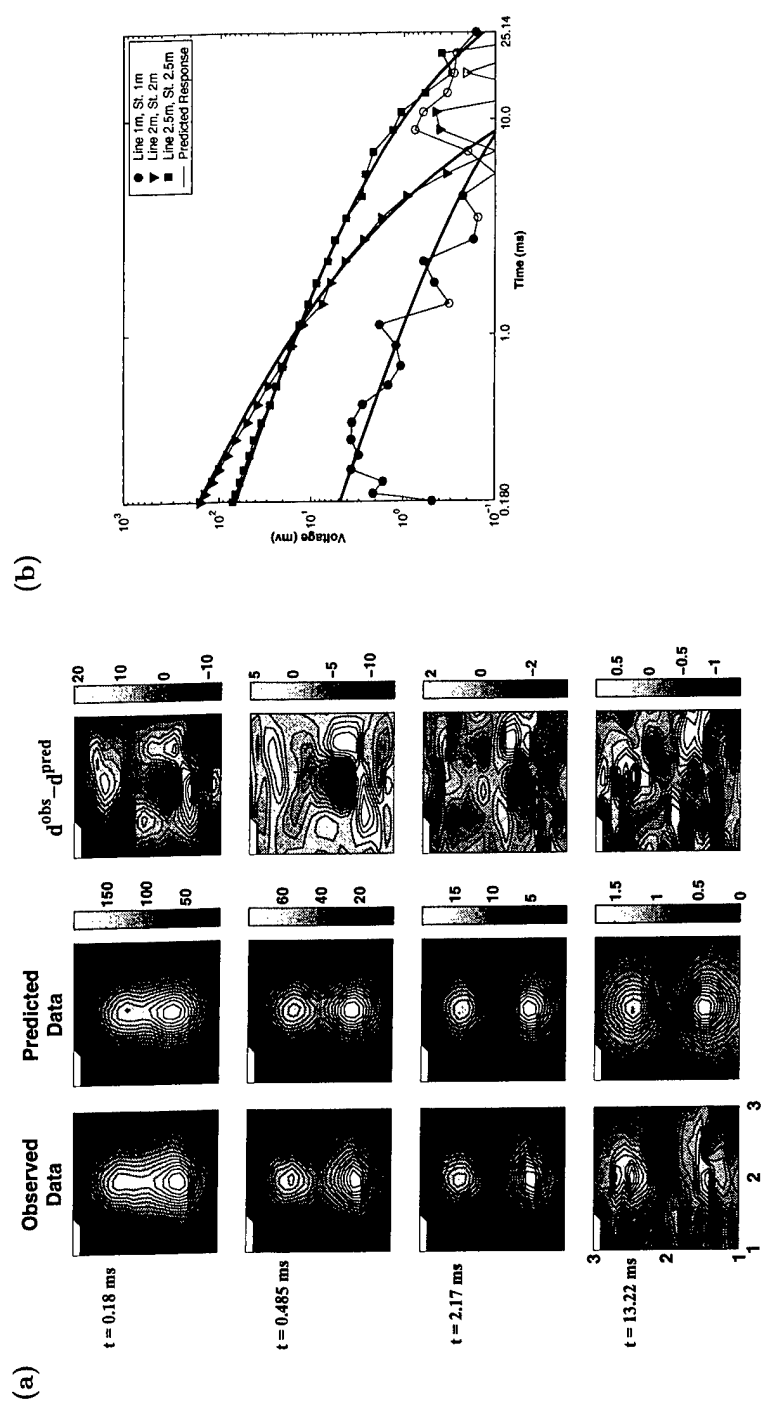 (a)
Observed Data
Predicted Data
d^obs–d^pred
t = 0.18 ms
150
100
50
20
10
0
−10
t = 0.485 ms
60
40
20
5
0
−5
−10
t = 2.17 ms
15
10
5
2
0
−2
t = 13.22 ms
3
2
1
1
2
3
1.5
1
0.5
0
0.5
0
−0.5
−1
(b)
Voltage (mv)
10^3
10^2
10^1
10^0
10^-1
0.180
1.0
10.0
25.14
Time (ms)
Line 1m, St. 1m
Line 2m, St. 2m
Line 2.5m, St. 2.5m
Predicted Response